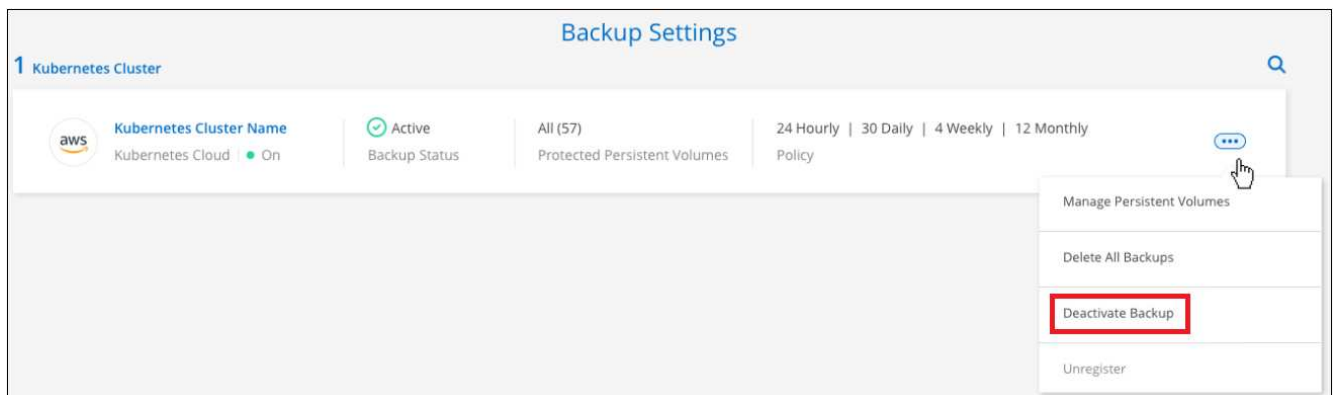 Backup Settings
1 Kubernetes Cluster
aws
Kubernetes Cluster Name
Kubernetes Cloud | On
Active
Backup Status
All (57)
Protected Persistent Volumes
24 Hourly | 30 Daily | 4 Weekly | 12 Monthly
Policy
Manage Persistent Volumes
Delete All Backups
Deactivate Backup
Unregister